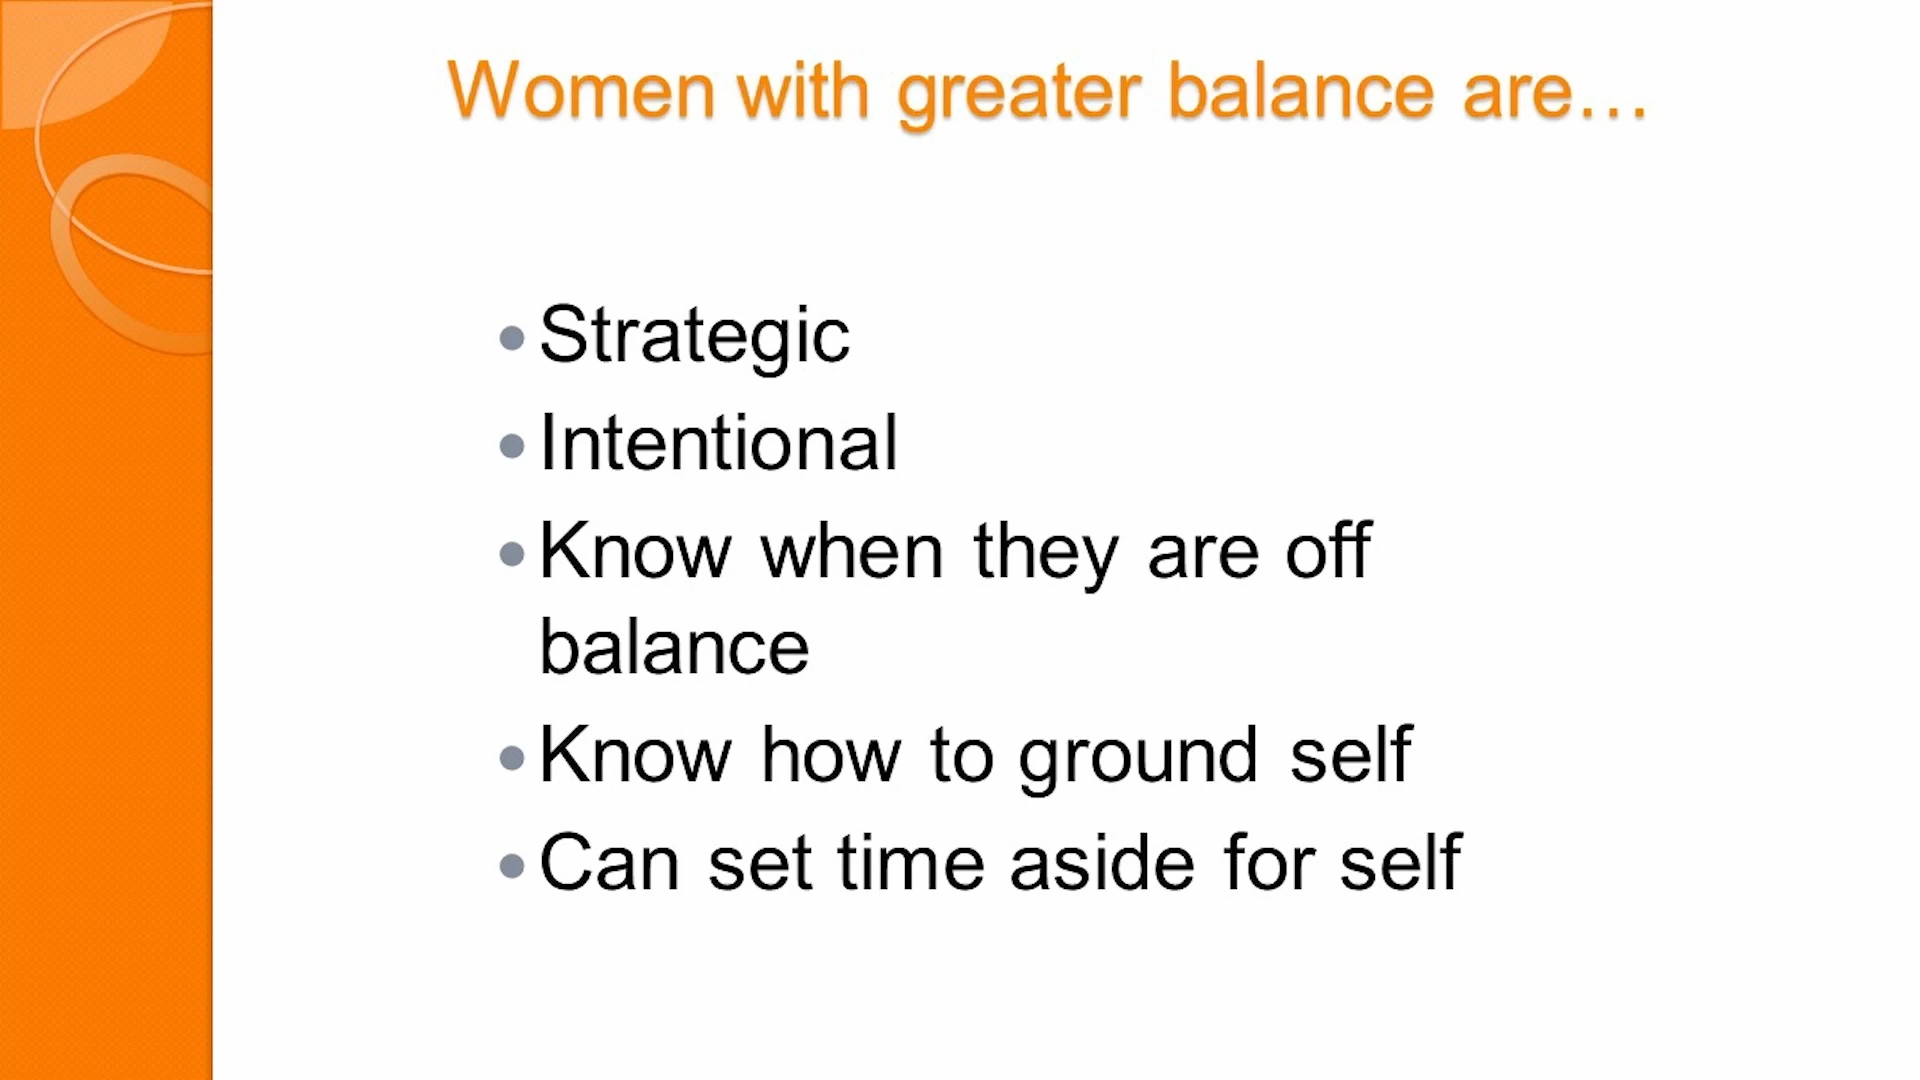 Women with greater balance are…
• Strategic
• Intentional
• Know when they are off
balance
• Know how to ground self
• Can set time aside for self